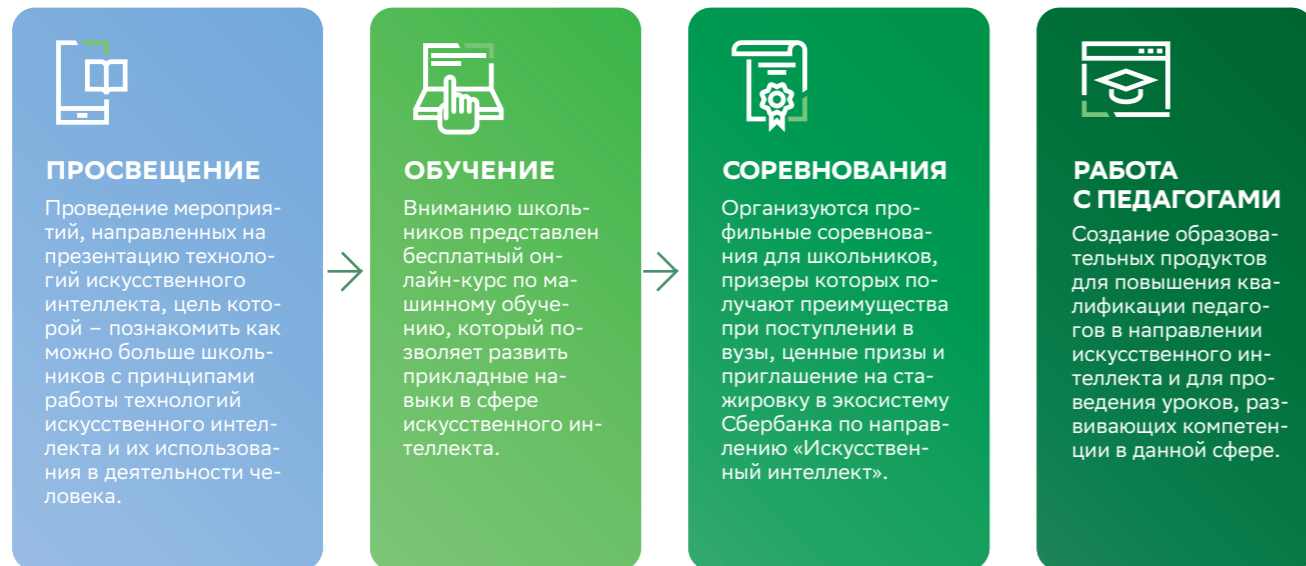 ПРОСВЕЩЕНИЕ
Проведение мероприя-
тий, направленных на
презентацию техноло-
гий искусственного
интеллекта, цель кото-
рой – познакомить как
можно больше школь-
ников с принципами
работы технологий
искусственного интел-
лекта и их использова-
ния в деятельности че-
ловека.
ОБУЧЕНИЕ
Вниманию школь-
ников представлен
бесплатный он-
лайн-курс по ма-
шинному обуче-
нию, который по-
зволяет развить
прикладные на-
выки в сфере
искусственного ин-
теллекта.
СОРЕВНОВАНИЯ
Организуются про-
фильные соревнова-
ния для школьников,
призеры которых по-
лучают преимущества
при поступлении в
вузы, ценные призы и
приглашение на ста-
жировку в экосистему
Сбербанка по направ-
лению «Искусствен-
ный интеллект».
РАБОТА
С ПЕДАГОГАМИ
Создание образова-
тельных продуктов
для повышения ква-
лификации педаго-
гов в направлении
искусственного ин-
теллекта и для про-
ведения уроков, раз-
вивающих компетен-
ции в данной сфере.